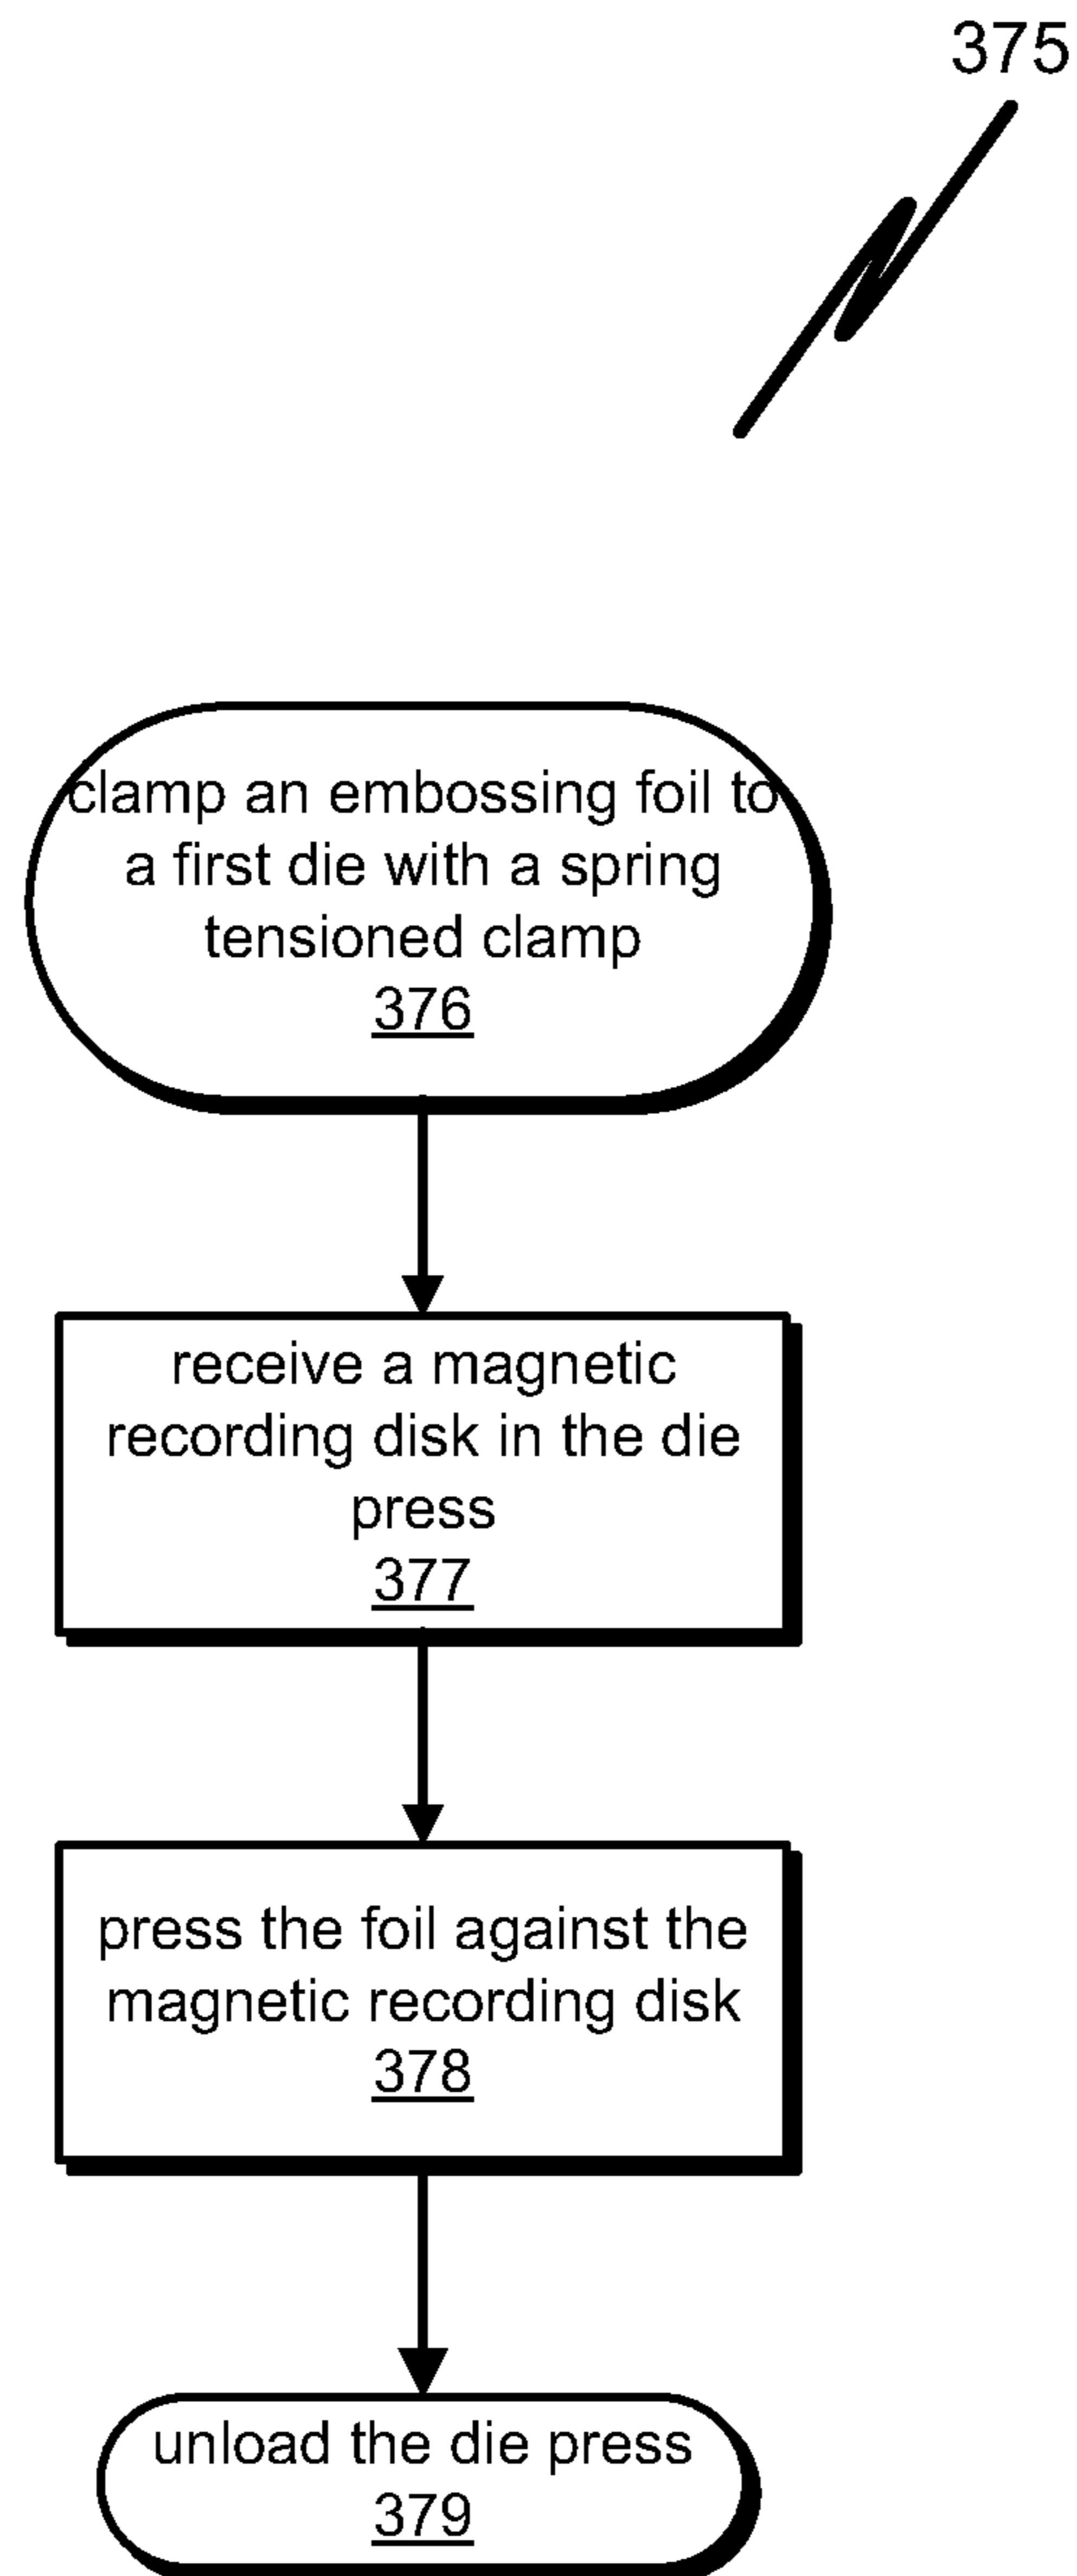 375
clamp an embossing foil to
a first die with a spring
tensioned clamp
376
receive a magnetic
recording disk in the die
press
377
press the foil against the
magnetic recording disk
378
unload the die press
379